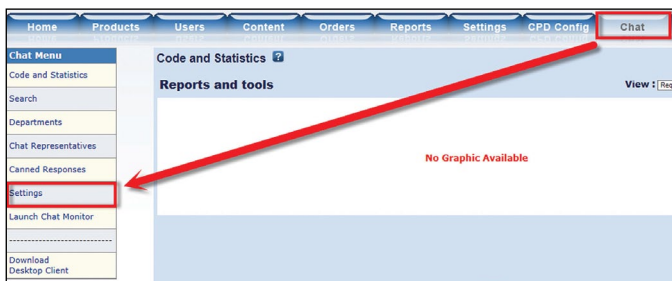 Home Products Users Content Orders Reports Settings CPD Config Chat
Chat Menu
Code and Statistics
Search
Departments
Chat Representatives
Canned Responses
Settings
Launch Chat Monitor
------------------------
Download
Desktop Client
Code and Statistics ?
Reports and tools
View :
No Graphic Available